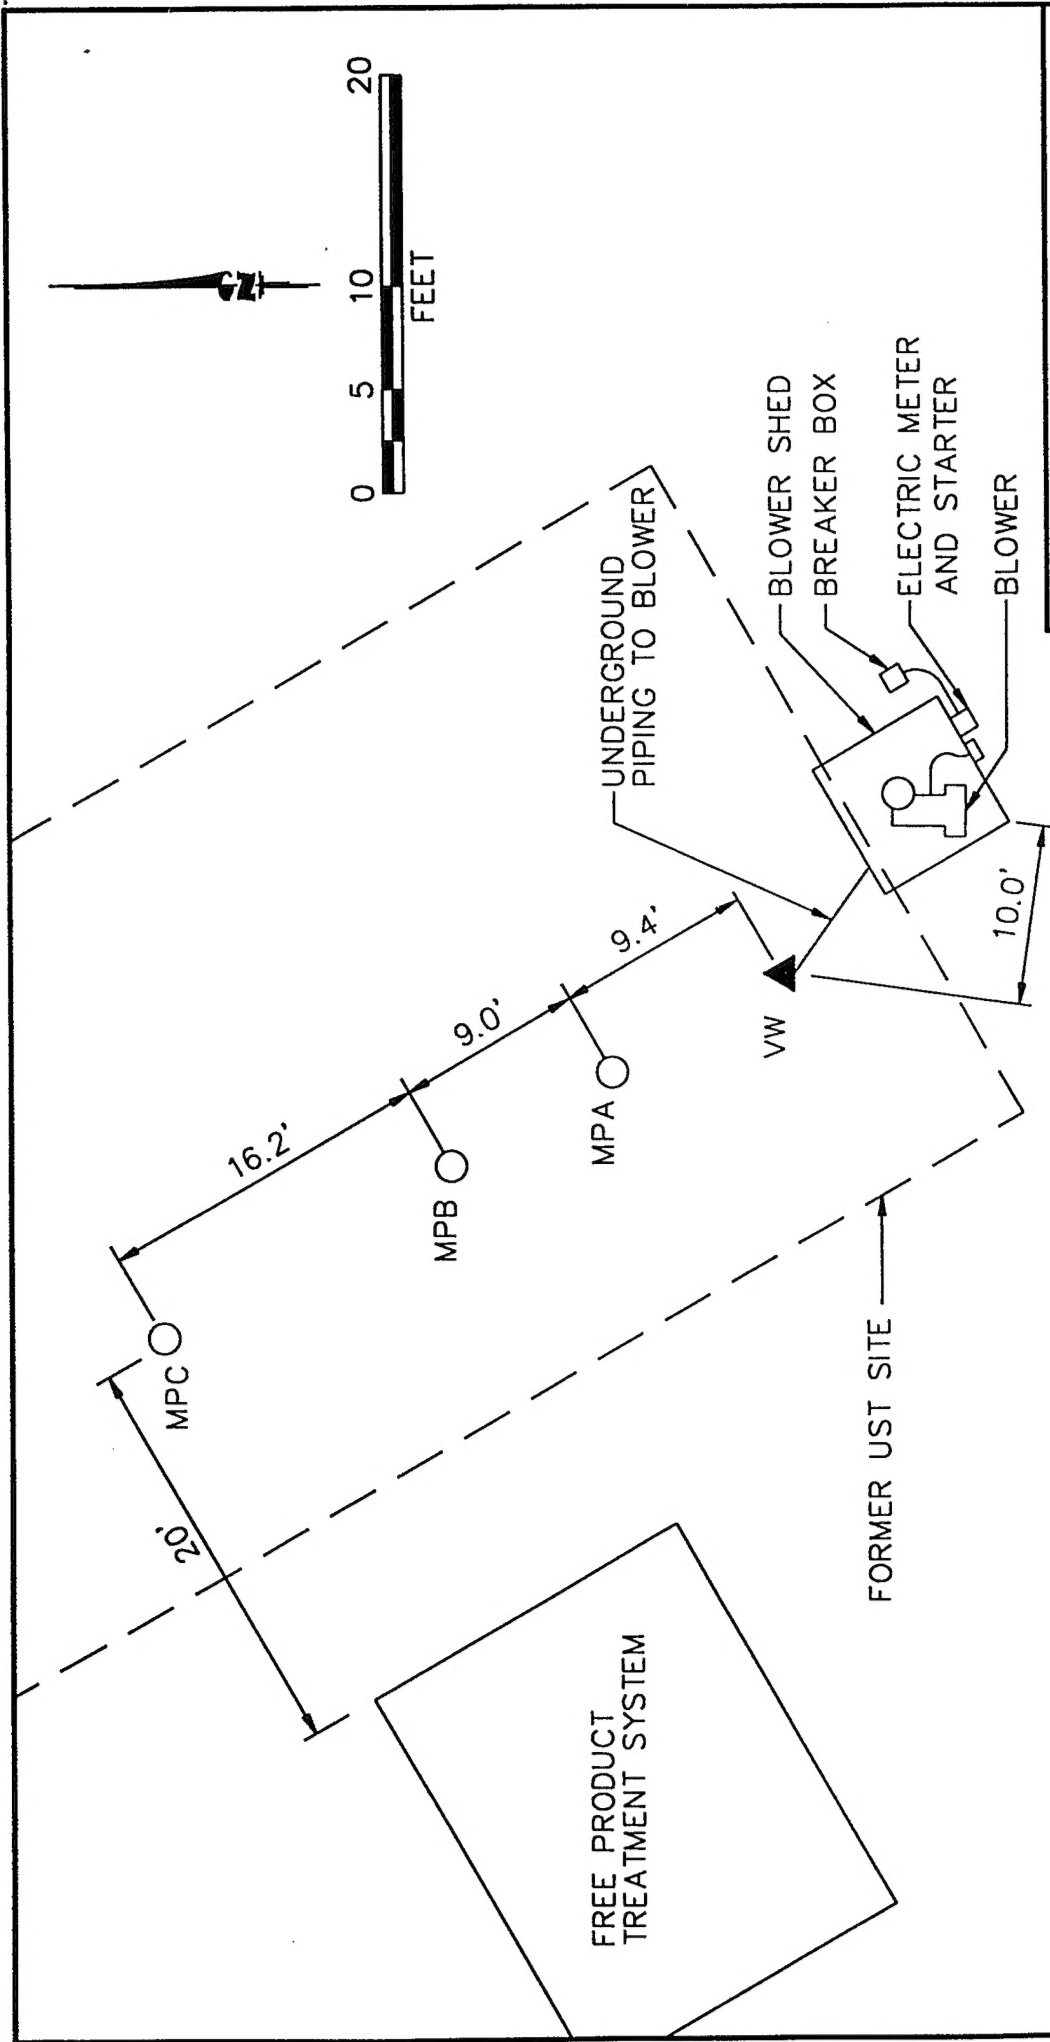 N
0 5 10 20
FEET
16.2'
9.0'
9.4'
20'
MPC
MPB
MPA
VW
UNDERGROUND
PIPING TO BLOWER
BLOWER SHED
BREAKER BOX
ELECTRIC METER
AND STARTER
BLOWER
10.0'
FORMER UST SITE
FREE PRODUCT
TREATMENT SYSTEM